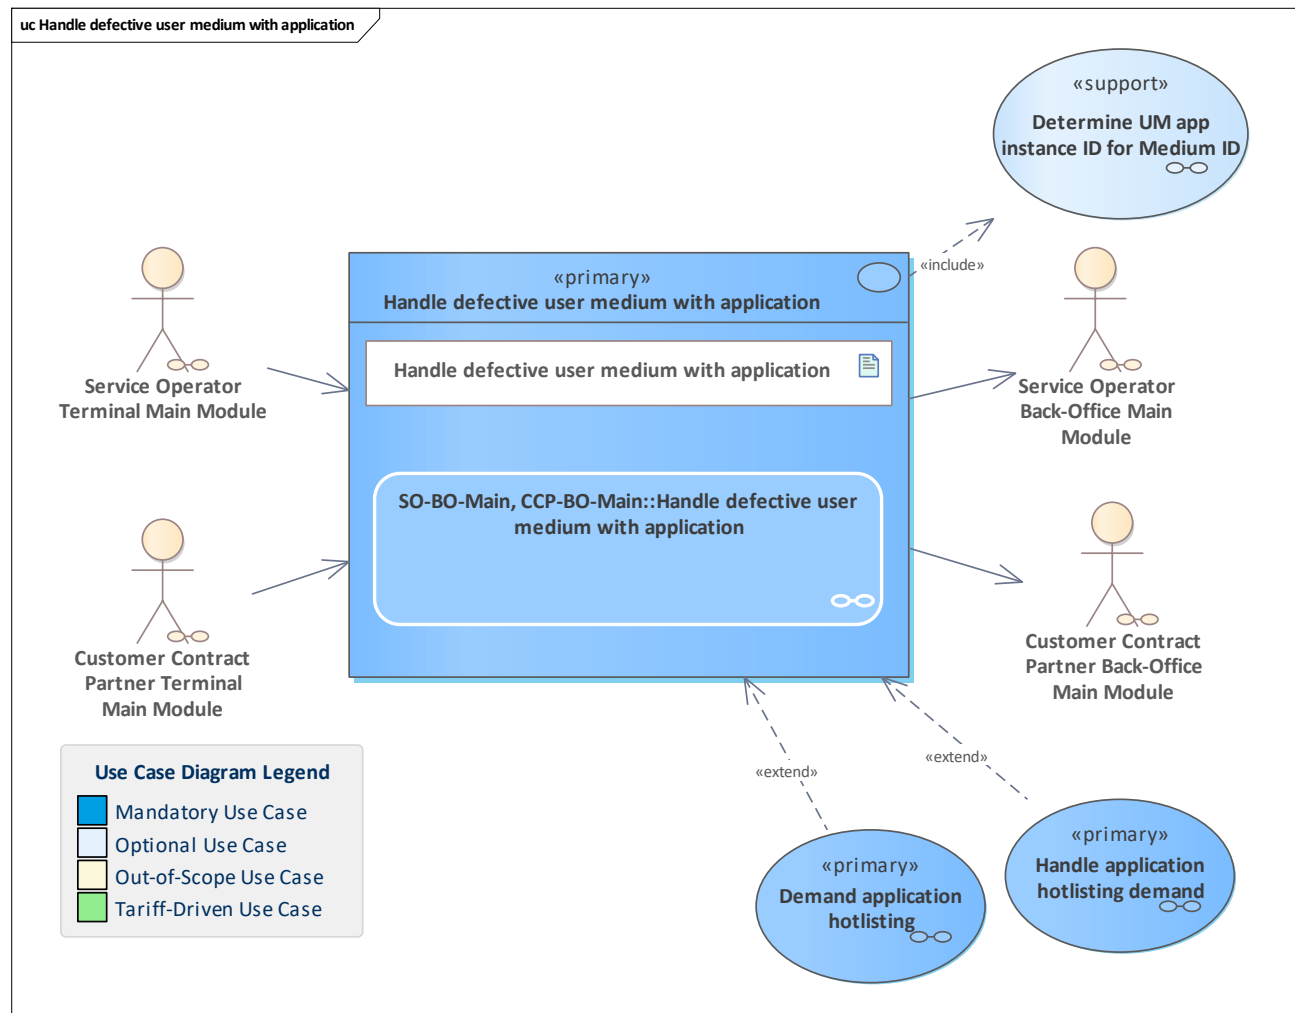 uc Handle defective user medium with application
«support»
Determine UM app
instance ID for Medium ID
«include»
«primary»
Handle defective user medium with application
Handle defective user medium with application
SO-BO-Main, CCP-BO-Main::Handle defective user
medium with application
Service Operator
Terminal Main Module
Service Operator
Back-Office Main
Module
Customer Contract
Partner Terminal
Main Module
Customer Contract
Partner Back-Office
Main Module
«extend»
«extend»
Use Case Diagram Legend
Mandatory Use Case
Optional Use Case
Out-of-Scope Use Case
Tariff-Driven Use Case
«primary»
Demand application
hotlisting
«primary»
Handle application
hotlisting demand